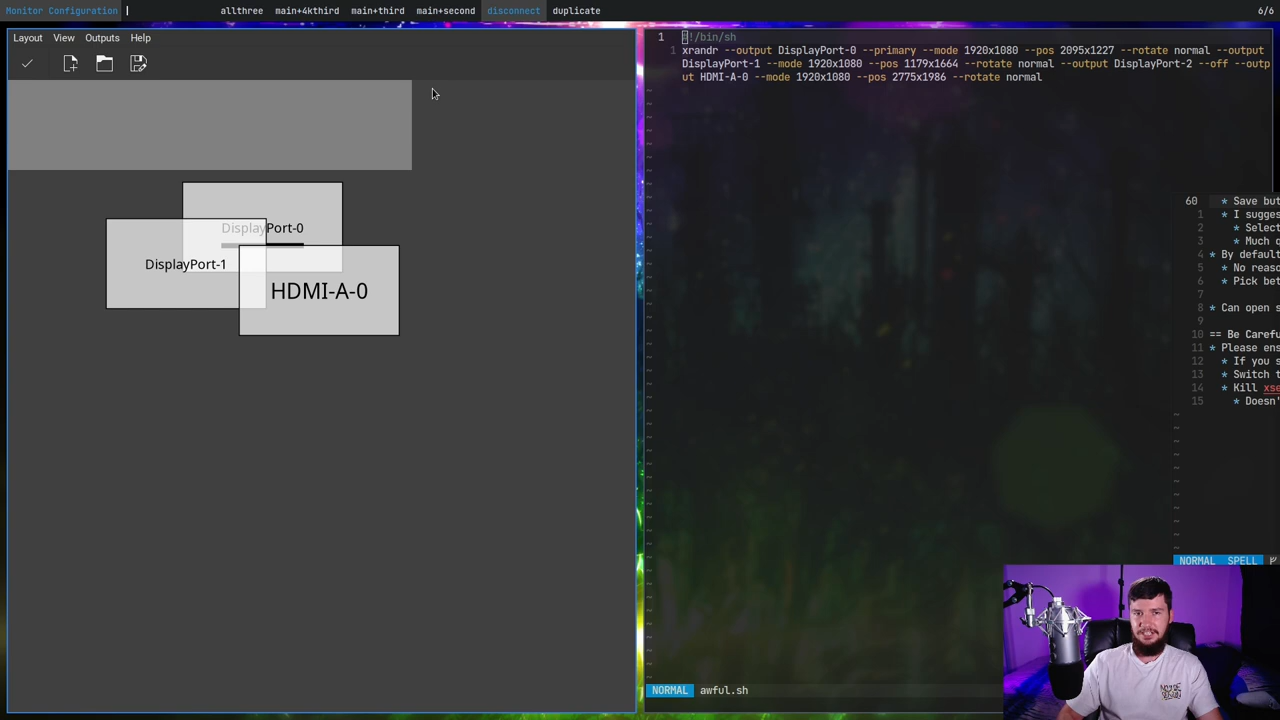 Monitor Configuration allthree main+4kthird main+third main+second disconnect duplicate 6/6
Layout View Outputs Help
DisplayPort-0
DisplayPort-1
HDMI-A-0
1 #!/bin/sh
1 xrandr --output DisplayPort-0 --primary --mode 1920x1080 --pos 2095x1227 --rotate normal --output
DisplayPort-1 --mode 1920x1080 --pos 1179x1664 --rotate normal --output DisplayPort-2 --off --outp
ut HDMI-A-0 --mode 1920x1080 --pos 2775x1986 --rotate normal
NORMAL awful.sh
60 * Save but
1 * I sugges
2 * Select
3 * Much o
4 * By default
5 * No reaso
6 * Pick bet
7
8 * Can open s
9
10 == Be Carefu
11 * Please ens
12 * If you s
13 * Switch t
14 * Kill xse
15 * Doesn'
NORMAL SPELL